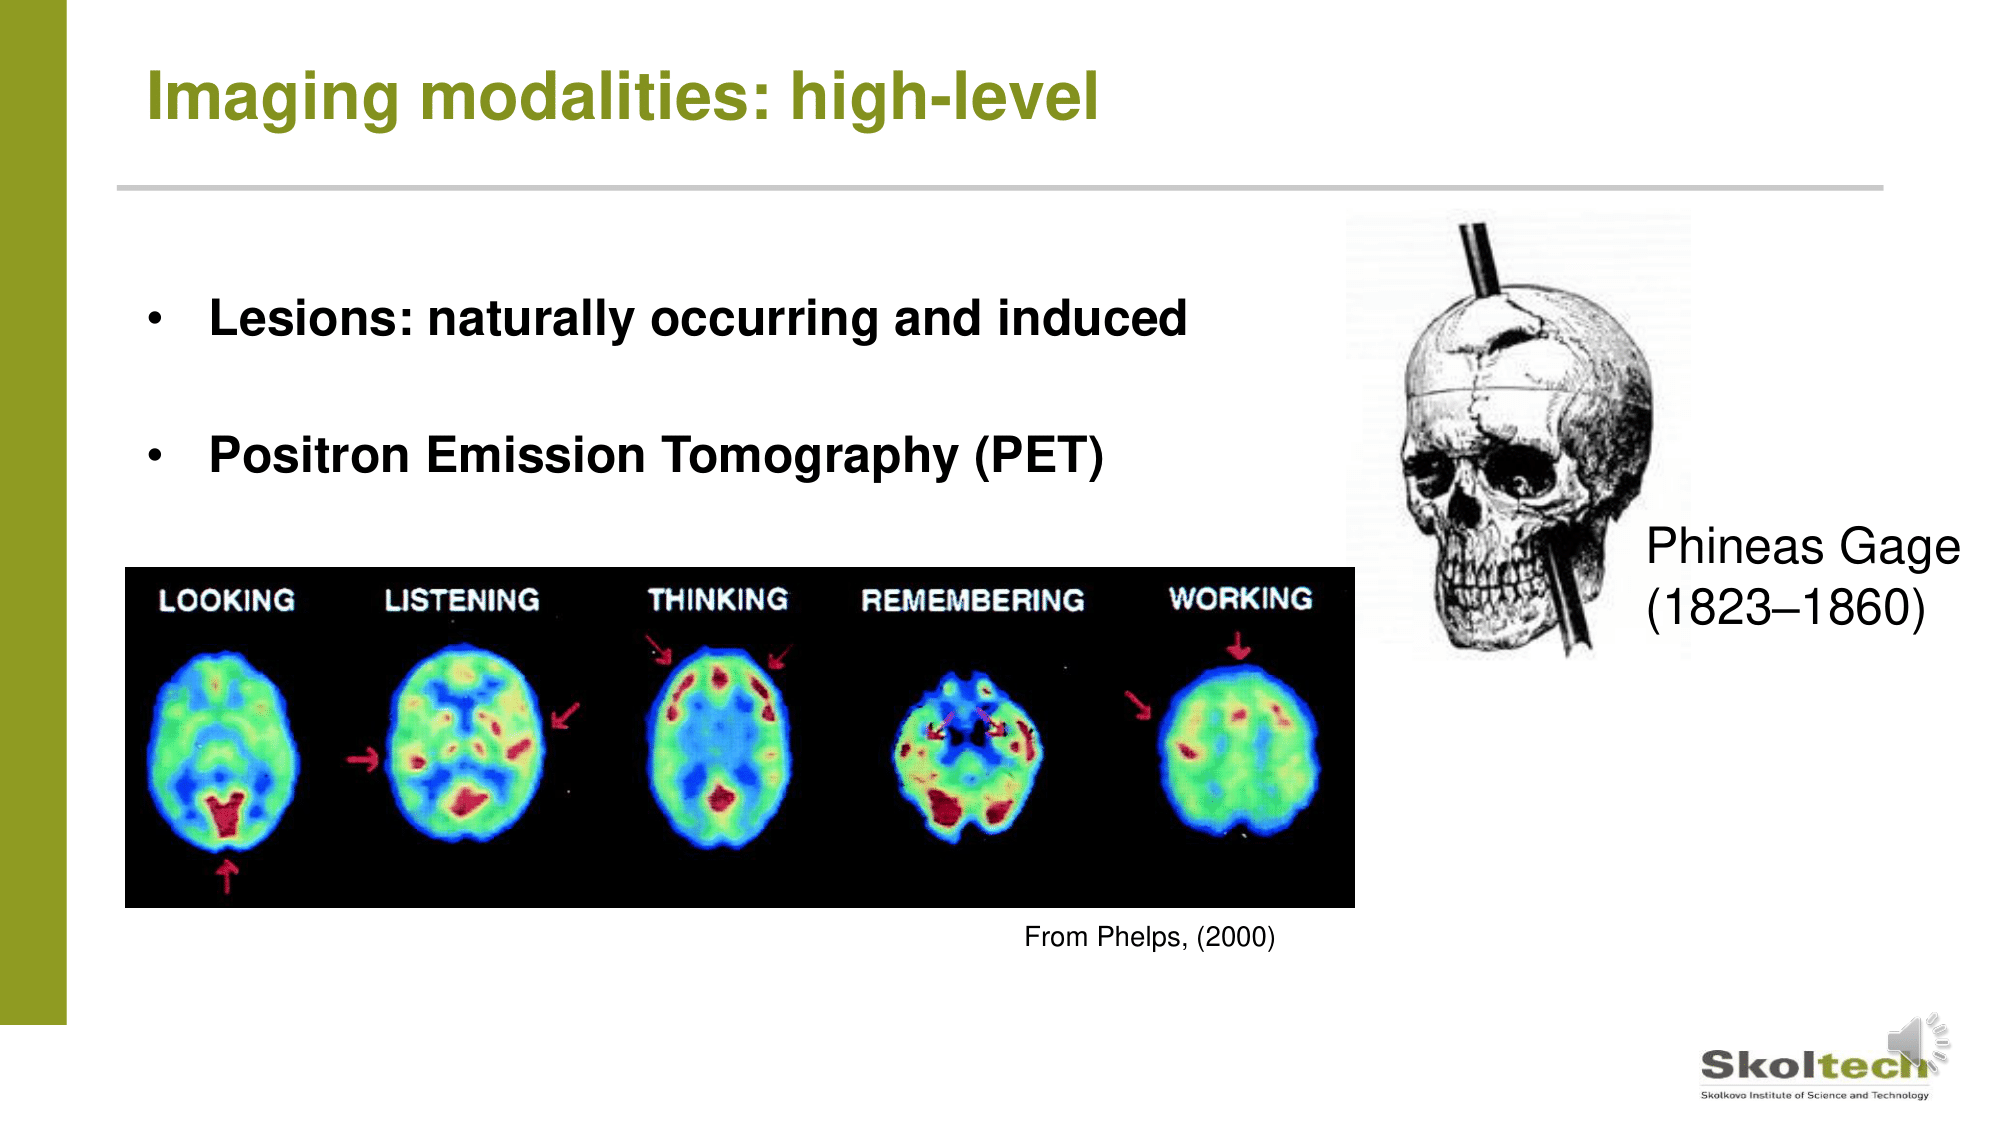 Imaging modalities: high-level
• Lesions: naturally occurring and induced
• Positron Emission Tomography (PET)
Phineas Gage
(1823–1860)
LOOKING LISTENING THINKING REMEMBERING WORKING
From Phelps, (2000)
Skoltech
Skolkovo Institute of Science and Technology